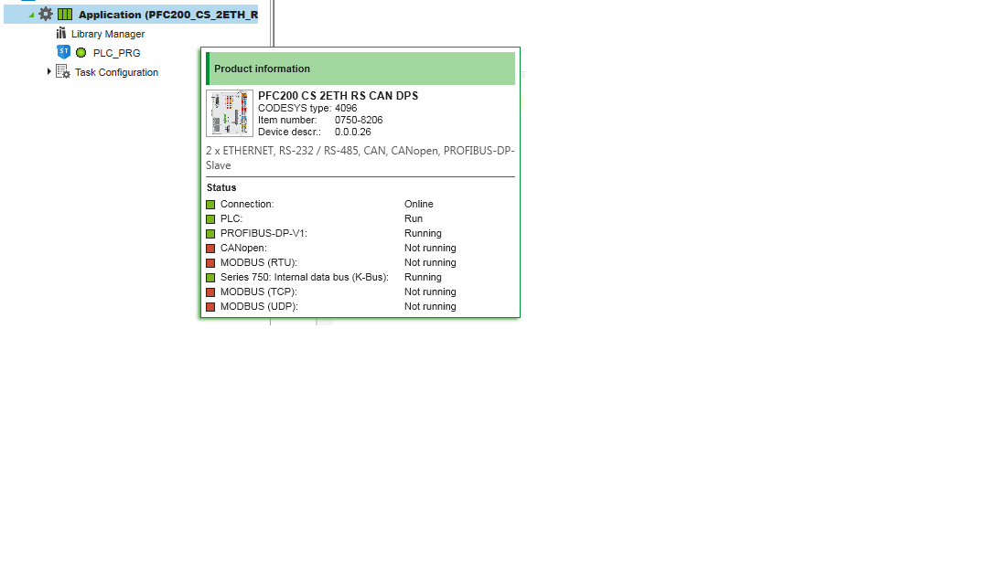 Application (PFC200_CS_2ETH_R
Library Manager
ST PLC_PRG
Task Configuration
Product information
PFC200 CS 2ETH RS CAN DPS
CODESYS type: 4096
Item number: 0750-8206
Device descr.: 0.0.0.26
2 x ETHERNET, RS-232 / RS-485, CAN, CANopen, PROFIBUS-DP-
Slave
Status
Connection: Online
PLC: Run
PROFIBUS-DP-V1: Running
CANopen: Not running
MODBUS (RTU): Not running
Series 750: Internal data bus (K-Bus): Running
MODBUS (TCP): Not running
MODBUS (UDP): Not running